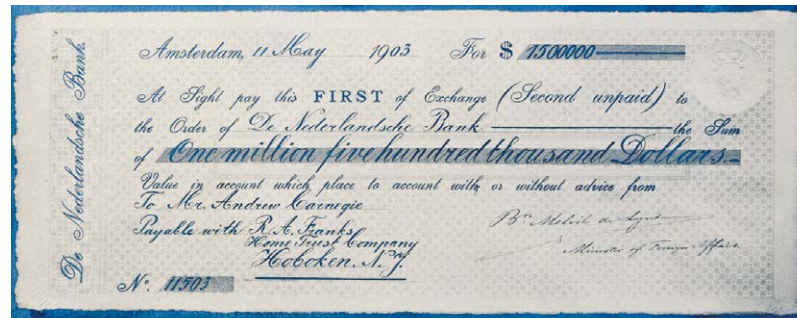 De Nederlandsche Bank.
Amsterdam, 11 May 1903 For $ 1500000
At Sight pay this FIRST of Exchange (Second unpaid) to
the Order of De Nederlandsche Bank the Sum
of One million five hundred thousand Dollars.
Value in account which place to account with or without advice from
To Mr. Andrew Carnegie
Payable with R. A. Franks
Home Trust Company
Hoboken. N. J.
Minister of Foreign Affairs.
No. 11503